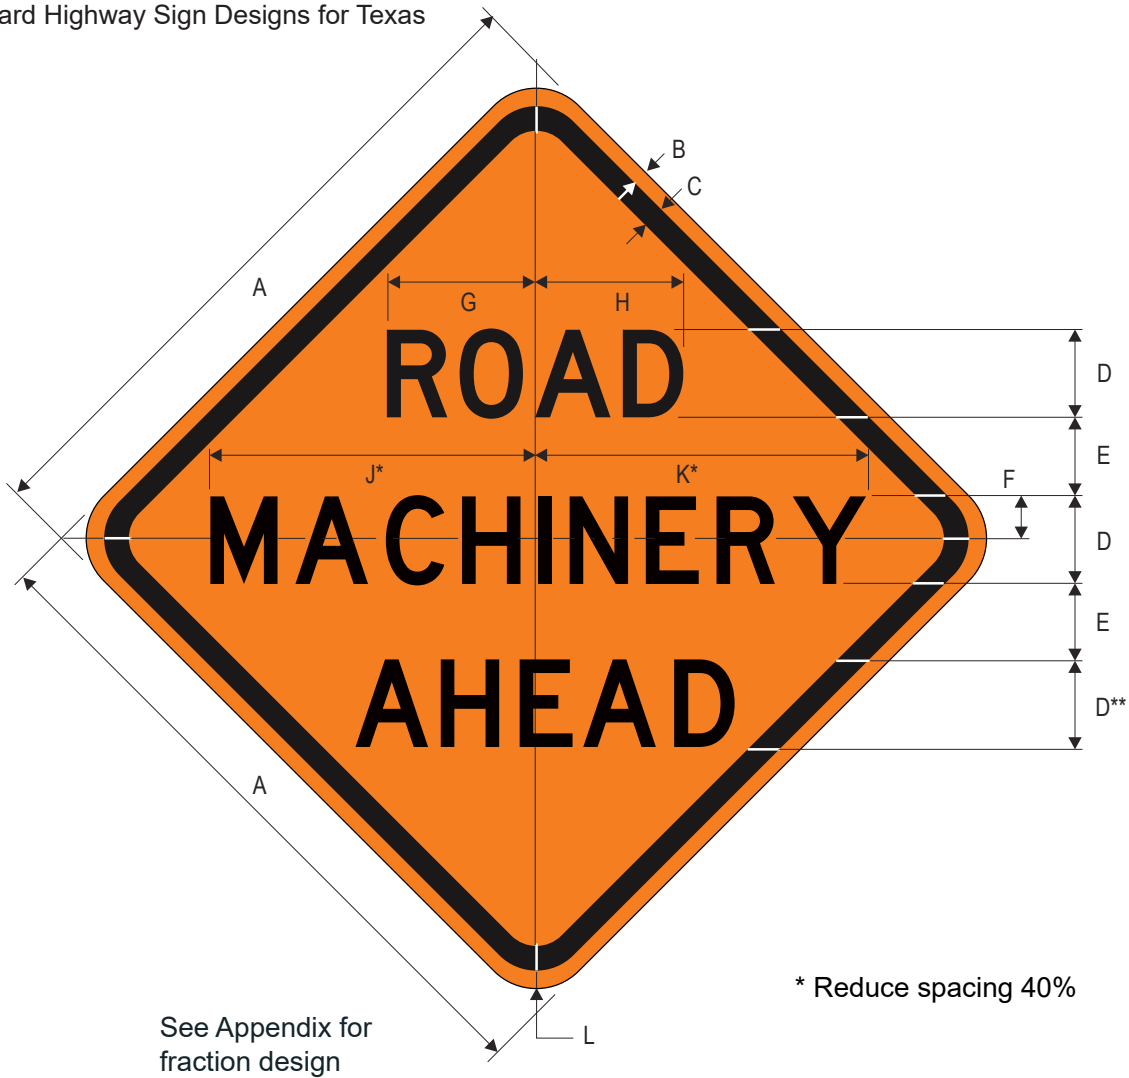 ard Highway Sign Designs for Texas
B
C
A
G
H
ROAD
D
J*
K*
E
F
MACHINERY
D
E
AHEAD
D**
A
* Reduce spacing 40%
See Appendix for
fraction design
L